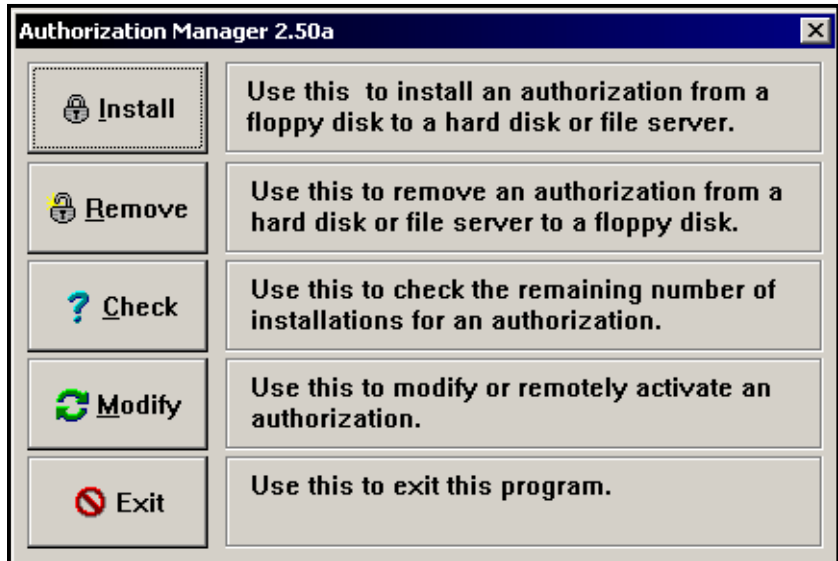 Authorization Manager 2.50a
Install
Use this  to install an authorization from a
floppy disk to a hard disk or file server.
Remove
Use this to remove an authorization from a
hard disk or file server to a floppy disk.
Check
Use this to check the remaining number of
installations for an authorization.
Modify
Use this to modify or remotely activate an
authorization.
Exit
Use this to exit this program.